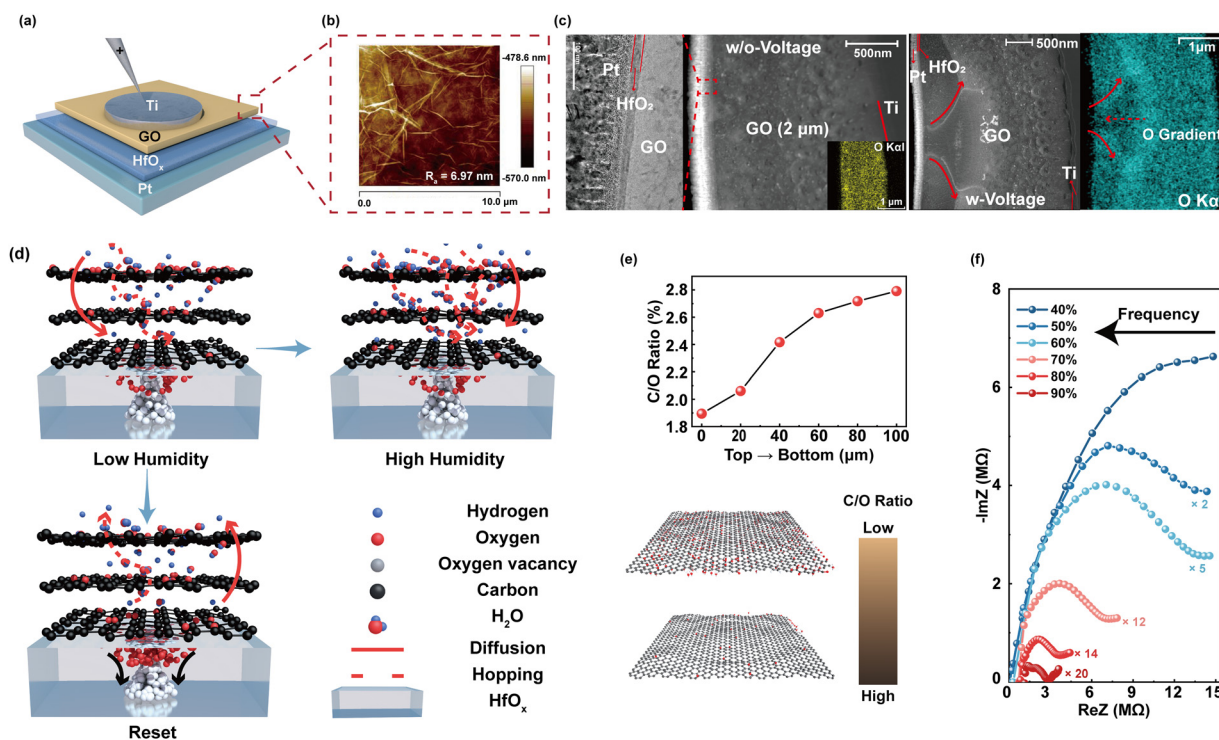 (a)
+
Ti
GO
HfOₓ
Pt
(b)
-478.6 nm
-570.0 nm
Rₐ = 6.97 nm
0.0
10.0 μm
(c)
Pt
HfO₂
GO
w/o-Voltage
500nm
GO (2 μm)
Ti
O Kαl
1 μm
500nm
Pt
HfO₂
GO
Ti
w-Voltage
1μm
O Gradient
O Kα
(d)
Low Humidity
High Humidity
Reset
Hydrogen
Oxygen
Oxygen vacancy
Carbon
H₂O
Diffusion
Hopping
HfOₓ
(e)
C/O Ratio (%)
2.8
2.6
2.4
2.2
2.0
1.8
0 20 40 60 80 100
Top → Bottom (μm)
C/O Ratio
Low
High
(f)
-ImZ (MΩ)
8
6
4
2
0
40%
50%
60%
70%
80%
90%
Frequency
× 2
× 5
× 12
× 14
× 20
0 3 6 9 12 15
ReZ (MΩ)